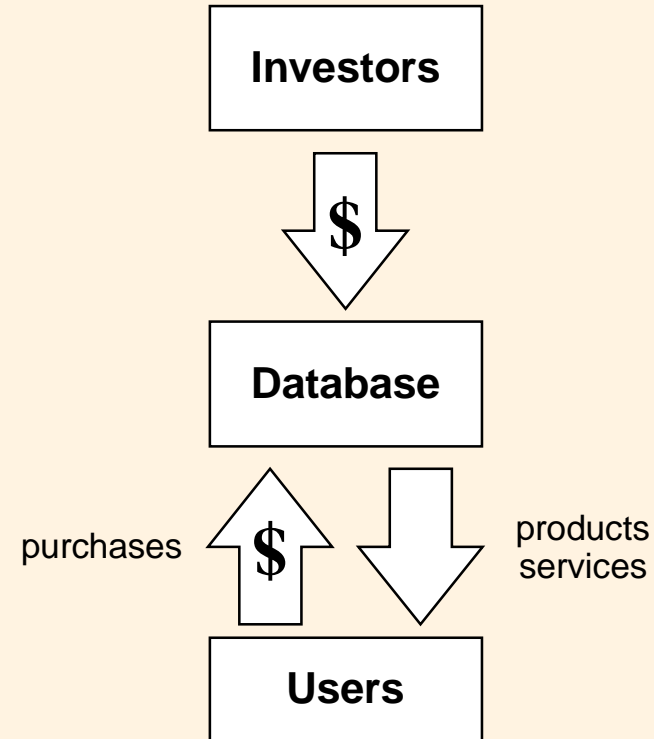 Investors
$
Database
purchases
$
products
services
Users